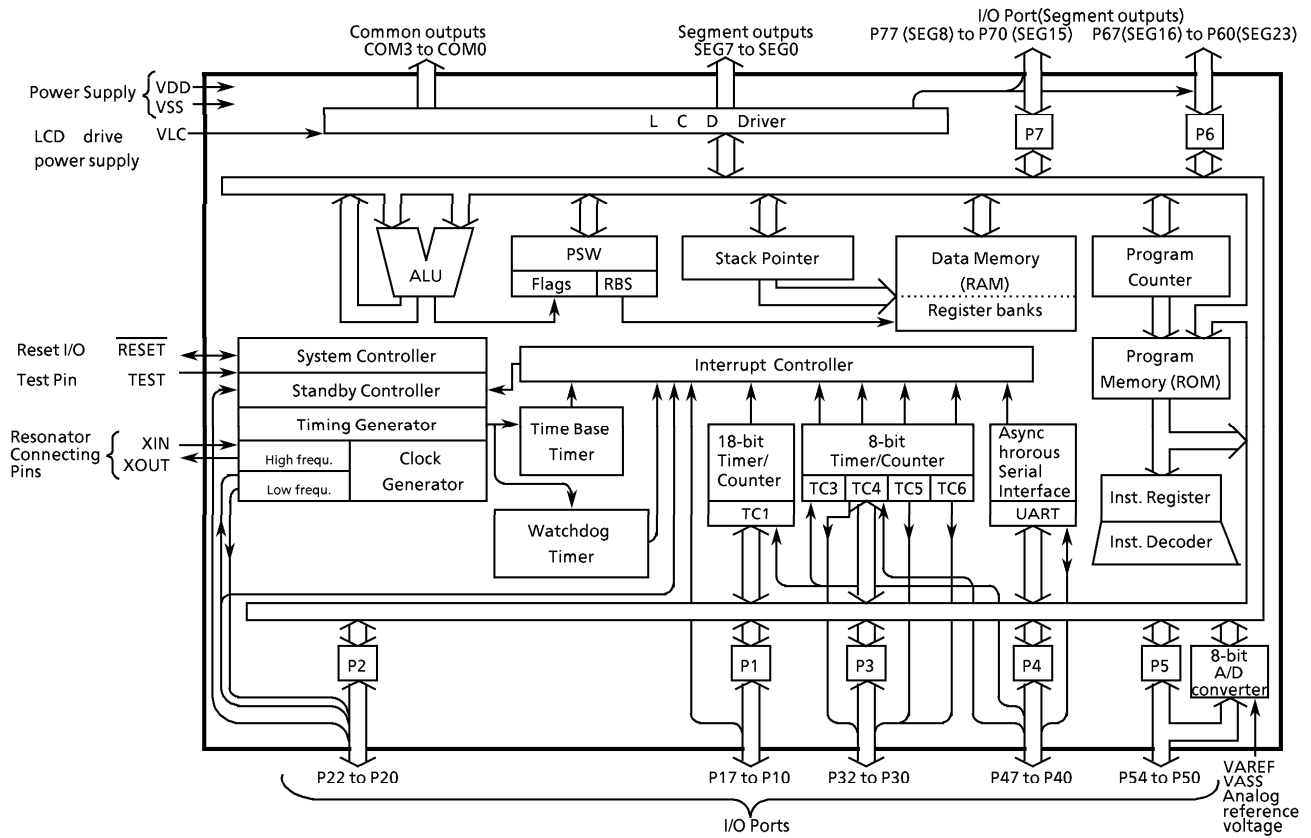 I/O Port(Segment outputs)
Common outputs
COM3 to COM0
Segment outputs
SEG7 to SEG0
P77 (SEG8) to P70 (SEG15)
P67(SEG16) to P60(SEG23)
Power Supply
VDD
VSS
LCD drive
power supply
VLC
L C D Driver
P7
P6
ALU
PSW
Flags
RBS
Stack Pointer
Data Memory
(RAM)
Register banks
Program
Counter
Reset I/O
RESET
Test Pin
TEST
System Controller
Standby Controller
Timing Generator
High frequ.
Low frequ.
Clock
Generator
Resonator
Connecting
Pins
XIN
XOUT
Interrupt Controller
Program
Memory (ROM)
Time Base
Timer
Watchdog
Timer
18-bit
Timer/
Counter
TC1
8-bit
Timer/Counter
TC3
TC4
TC5
TC6
Async
hrorous
Serial
Interface
UART
Inst. Register
Inst. Decoder
P2
P1
P3
P4
P5
8-bit
A/D
converter
P22 to P20
P17 to P10
P32 to P30
P47 to P40
P54 to P50
VAREF
VASS
Analog
reference
voltage
I/O Ports